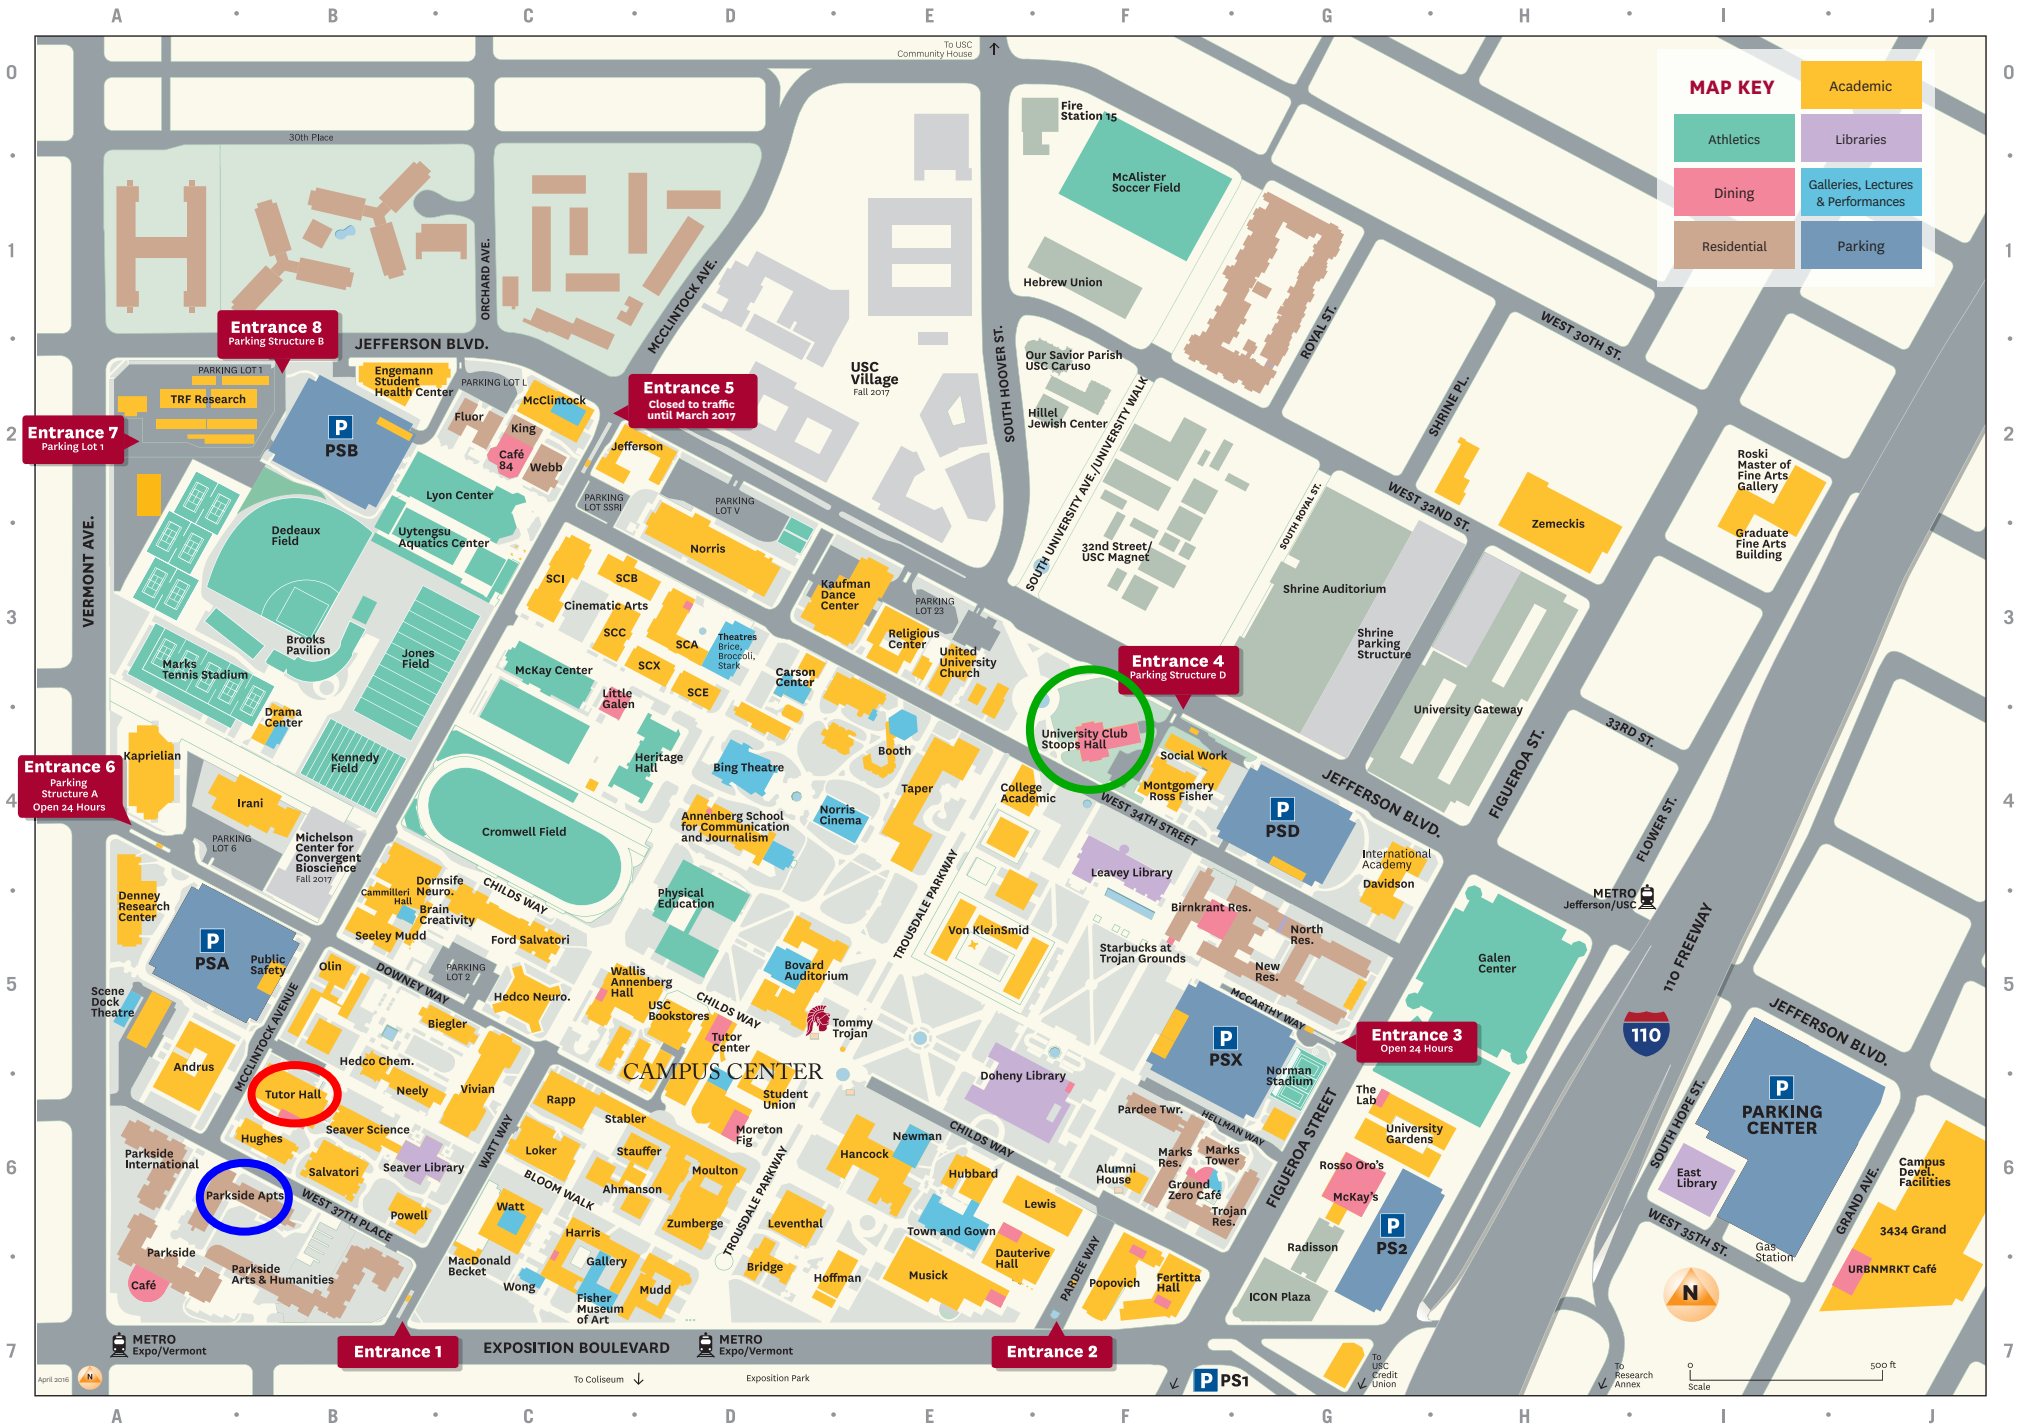 A • B • C • D • E • F • G • H • I • J
0
•
1
•
2
•
3
•
4
•
5
•
6
•
7
0
•
1
•
2
•
3
•
4
•
5
•
6
•
7
MAP KEY
Academic
Athletics
Libraries
Dining
Galleries, Lectures
& Performances
Residential
Parking
To USC
Community House
30th Place
Fire
Station 15
McAlister
Soccer Field
Hebrew Union
ORCHARD AVE.
MCCLINTOCK AVE.
SOUTH HOOVER ST.
ROYAL ST.
WEST 30TH ST.
SHRINE PL.
Entrance 8
Parking Structure B
JEFFERSON BLVD.
PARKING LOT 1
TRF Research
Engemann
Student
Health Center
PARKING LOT L
McClintock
Entrance 5
Closed to traffic
until March 2017
USC
Village
Fall 2017
Our Savior Parish
USC Caruso
Hillel
Jewish Center
SOUTH UNIVERSITY AVE./UNIVERSITY WALK
Entrance 7
Parking Lot 1
P
PSB
Fluor
King
Café
84
Webb
Jefferson
PARKING
LOT SSRI
PARKING
LOT V
Lyon Center
Uytengsu
Aquatics Center
Dedeaux
Field
Norris
VERMONT AVE.
SCI
SCB
Cinematic Arts
SCC
SCA
SCX
SCE
Theatres
Brice,
Broccoli,
Stark
Kaufman
Dance
Center
PARKING
LOT 23
Religious
Center
United
University
Church
32nd Street/
USC Magnet
SOUTH ROYAL ST.
WEST 32ND ST.
Zemeckis
Roski
Master of
Fine Arts
Gallery
Graduate
Fine Arts
Building
Shrine Auditorium
Shrine
Parking
Structure
Brooks
Pavilion
Marks
Tennis Stadium
Jones
Field
McKay Center
Little
Galen
Carson
Center
Entrance 4
Parking Structure D
University Club
Stoops Hall
University Gateway
33RD ST.
FIGUEROA ST.
Drama
Center
Kennedy
Field
Kaprielian
Entrance 6
Parking
Structure A
Open 24 Hours
Irani
PARKING
LOT 6
Michelson
Center for
Convergent
Bioscience
Fall 2017
Heritage
Hall
Bing Theatre
Booth
Taper
College
Academic
Social Work
Montgomery
Ross Fisher
WEST 34TH STREET
JEFFERSON BLVD.
P
PSD
FLOWER ST.
Cromwell Field
Annenberg School
for Communication
and Journalism
Norris
Cinema
Leavey Library
International
Academy
Davidson
METRO
Jefferson/USC
Denney
Research
Center
Cammilleri
Hall
Dornsife
Neuro.
Brain
Creativity
Seeley Mudd
CHILDS WAY
Ford Salvatori
Physical
Education
TROUSDALE PARKWAY
Von KleinSmid
Birnkrant Res.
North
Res.
Starbucks at
Trojan Grounds
New
Res.
Galen
Center
110 FREEWAY
P
PSA
Public
Safety
Olin
DOWNEY WAY
PARKING
LOT 2
Hedco Neuro.
Wallis
Annenberg
Hall
USC
Bookstores
CHILDS WAY
Bovard
Auditorium
Tommy
Trojan
Tutor
Center
CAMPUS CENTER
Student
Union
Moreton
Fig
Scene
Dock
Theatre
Andrus
MCCLINTOCK AVENUE
Biegler
Hedco Chem.
Neely
Vivian
Tutor Hall
Hughes
Seaver Science
Seaver Library
Salvatori
Powell
WATT WAY
Rapp
Stabler
Loker
Stauffer
BLOOM WALK
Ahmanson
Moulton
Zumberge
MCCARTHY WAY
P
PSX
Entrance 3
Open 24 Hours
Norman
Stadium
Doheny Library
Pardee Twr.
HELLMAN WAY
The
Lab
University
Gardens
110
JEFFERSON BLVD.
P
PARKING
CENTER
SOUTH HOPE ST.
Newman
Hancock
CHILDS WAY
Hubbard
Lewis
Alumni
House
Marks
Res.
Marks
Tower
Ground
Zero Café
Trojan
Res.
FIGUEROA STREET
Rosso Oro's
McKay's
P
PS2
Radisson
ICON Plaza
East
Library
WEST 35TH ST.
Gas
Station
GRAND AVE.
Campus
Devel.
Facilities
3434 Grand
URBNMRKT Café
Parkside
International
Parkside Apts
WEST 37TH PLACE
Parkside
Café
Parkside
Arts & Humanities
Watt
MacDonald
Becket
Harris
Gallery
Wong
Fisher
Museum
of Art
Mudd
TROUSDALE PARKWAY
Leventhal
Bridge
Hoffman
Town and Gown
Musick
Dauterive
Hall
PARDEE WAY
Popovich
Fertitta
Hall
N
METRO
Expo/Vermont
Entrance 1
EXPOSITION BOULEVARD
METRO
Expo/Vermont
Entrance 2
April 2016
N
To Coliseum
Exposition Park
P PS1
To
USC
Credit
Union
To
Research
Annex
0
500 ft
Scale
A • B • C • D • E • F • G • H • I • J